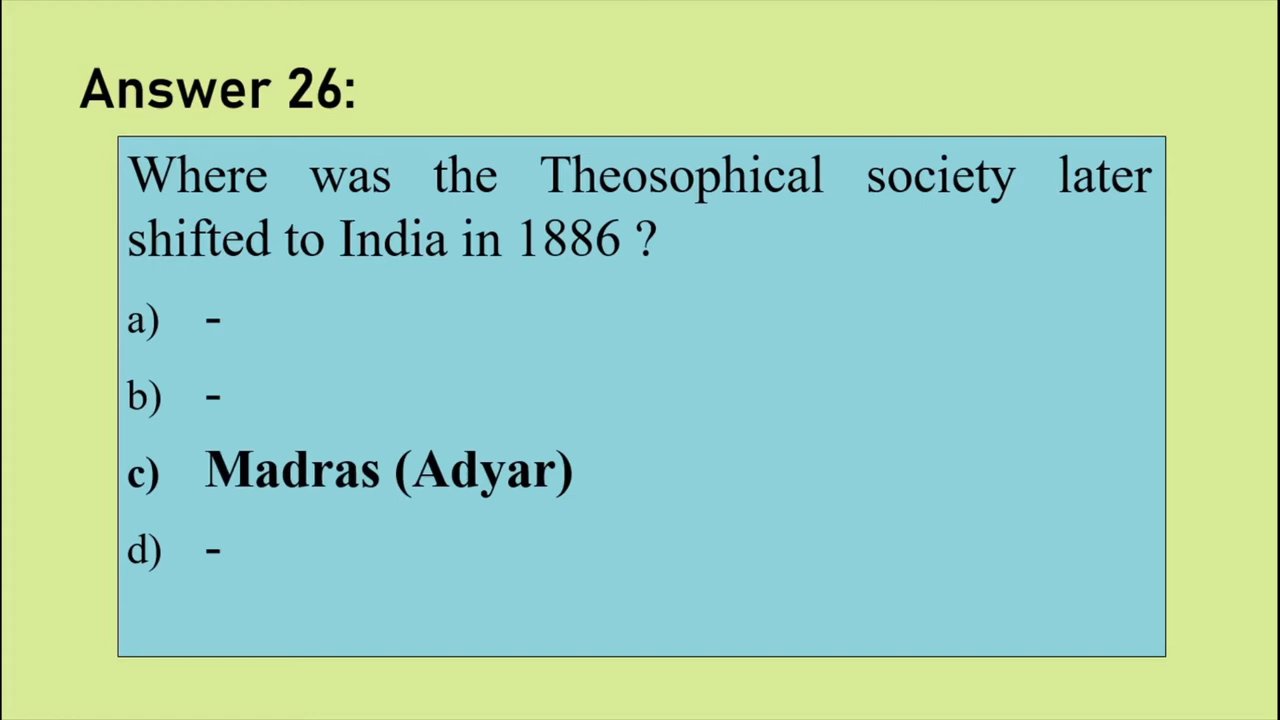 Answer 26:
Where was the Theosophical society later
shifted to India in 1886 ?
a) -
b) -
c) Madras (Adyar)
d) -